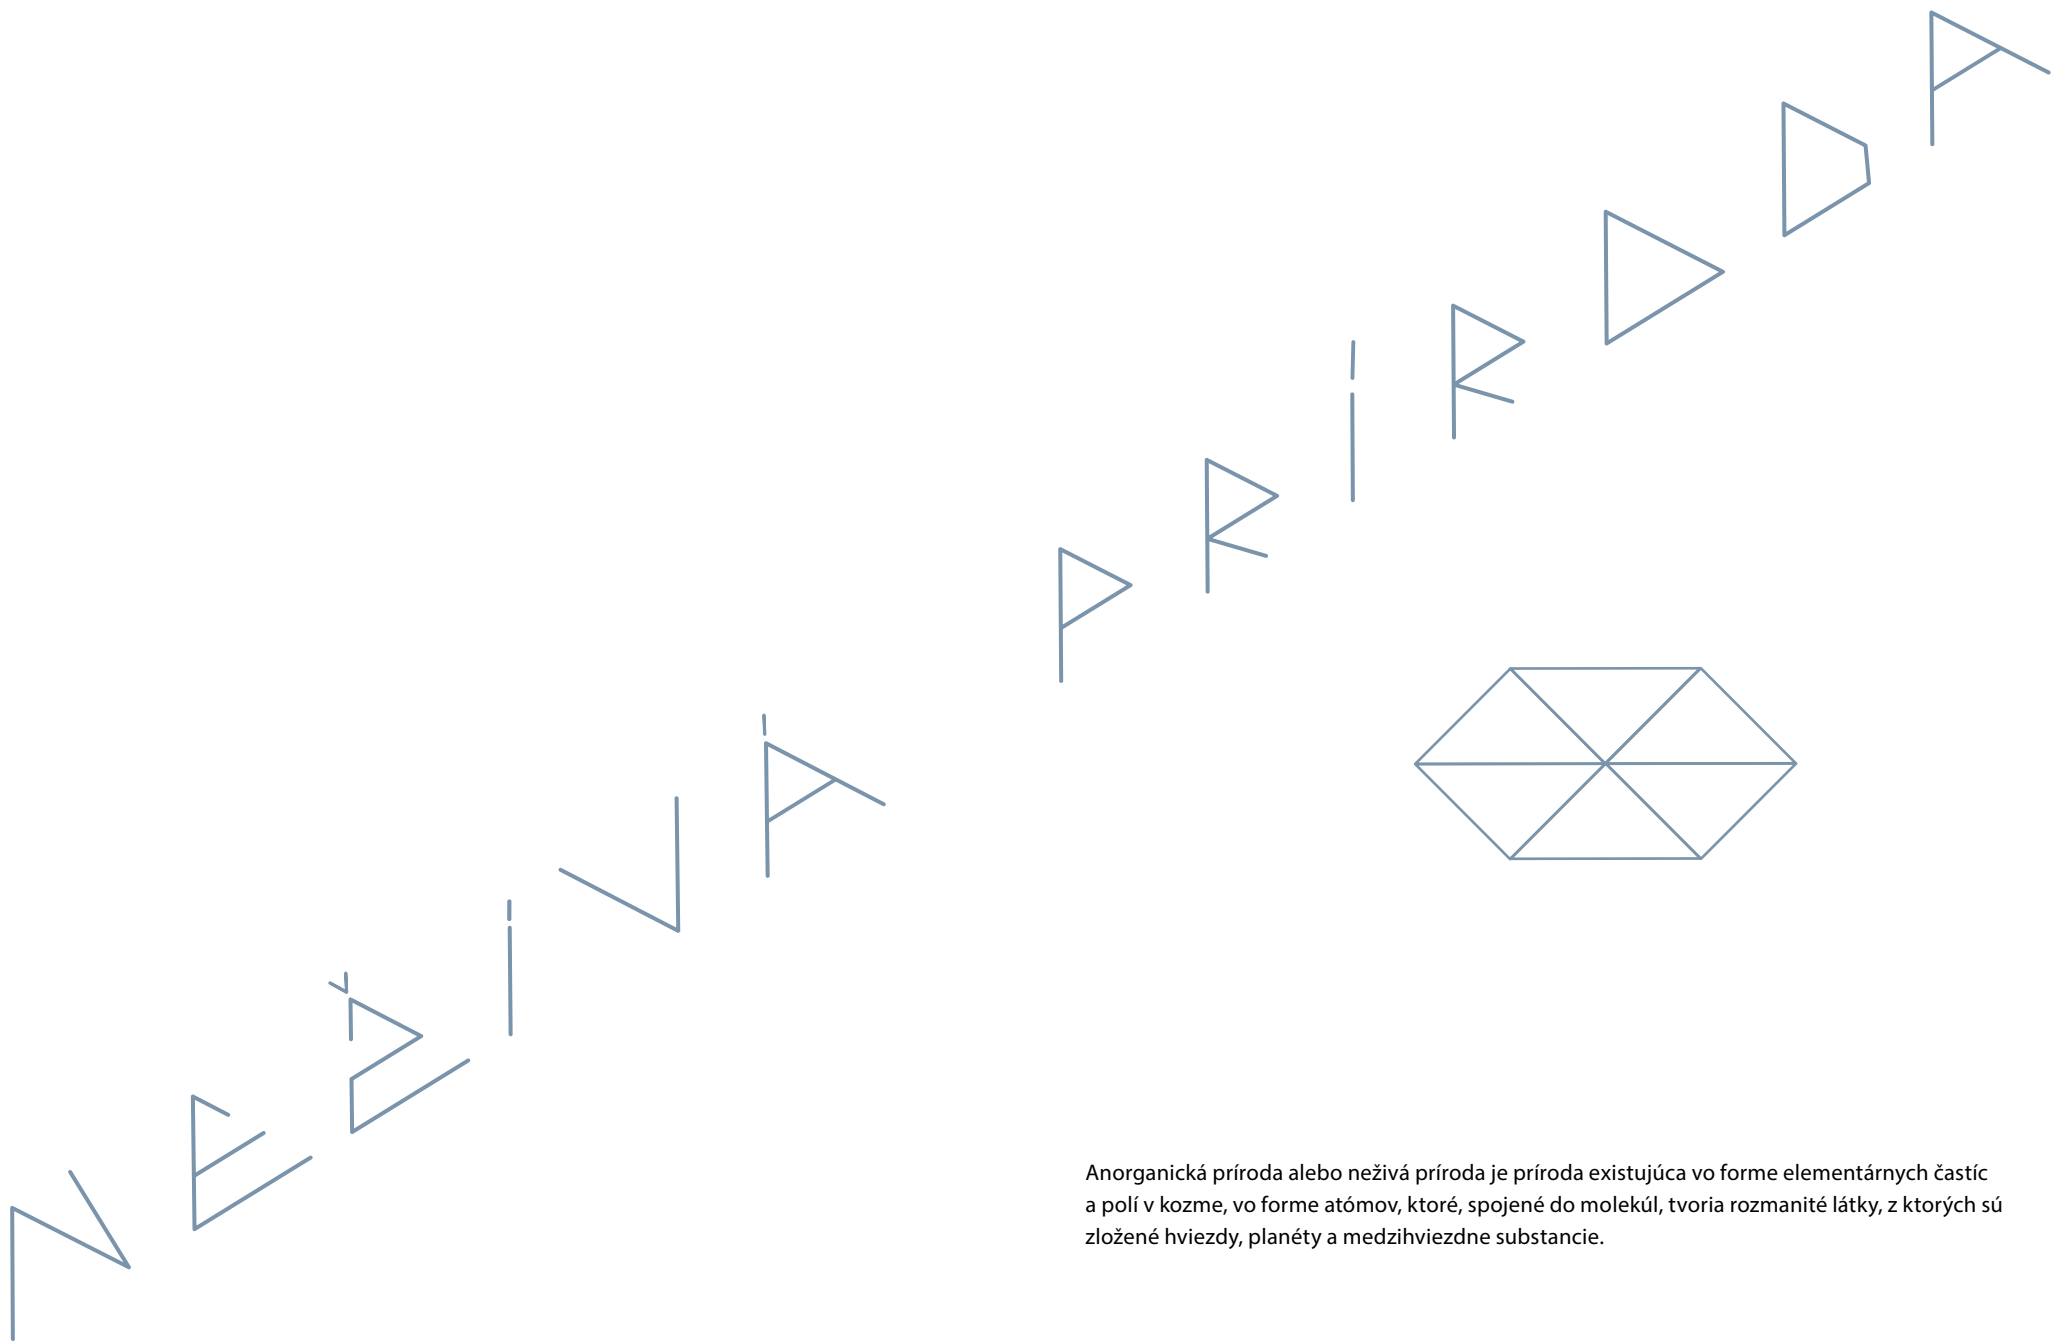 NEŽIVÁ PRÍRODA
Anorganická príroda alebo neživá príroda je príroda existujúca vo forme elementárnych častíc
a polí v kozme, vo forme atómov, ktoré, spojené do molekúl, tvoria rozmanité látky, z ktorých sú
zložené hviezdy, planéty a medzihviezdne substancie.